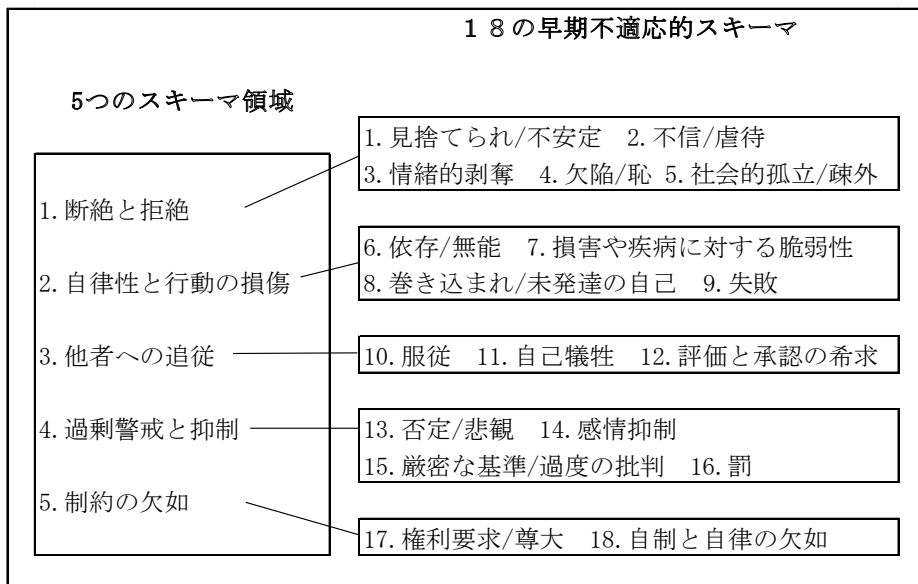 18の早期不適応的スキーマ
5つのスキーマ領域
1.断絶と拒絶
2.自律性と行動の損傷
3.他者への追従
4.過剰警戒と抑制
5.制約の欠如
1.見捨てられ/不安定 2.不信/虐待
3.情緒的剥奪 4.欠陥/恥 5.社会的孤立/疎外
6.依存/無能 7.損害や疾病に対する脆弱性
8.巻き込まれ/未発達の自己 9.失敗
10.服従 11.自己犠牲 12.評価と承認の希求
13.否定/悲観 14.感情抑制
15.厳密な基準/過度の批判 16.罰
17.権利要求/尊大 18.自制と自律の欠如